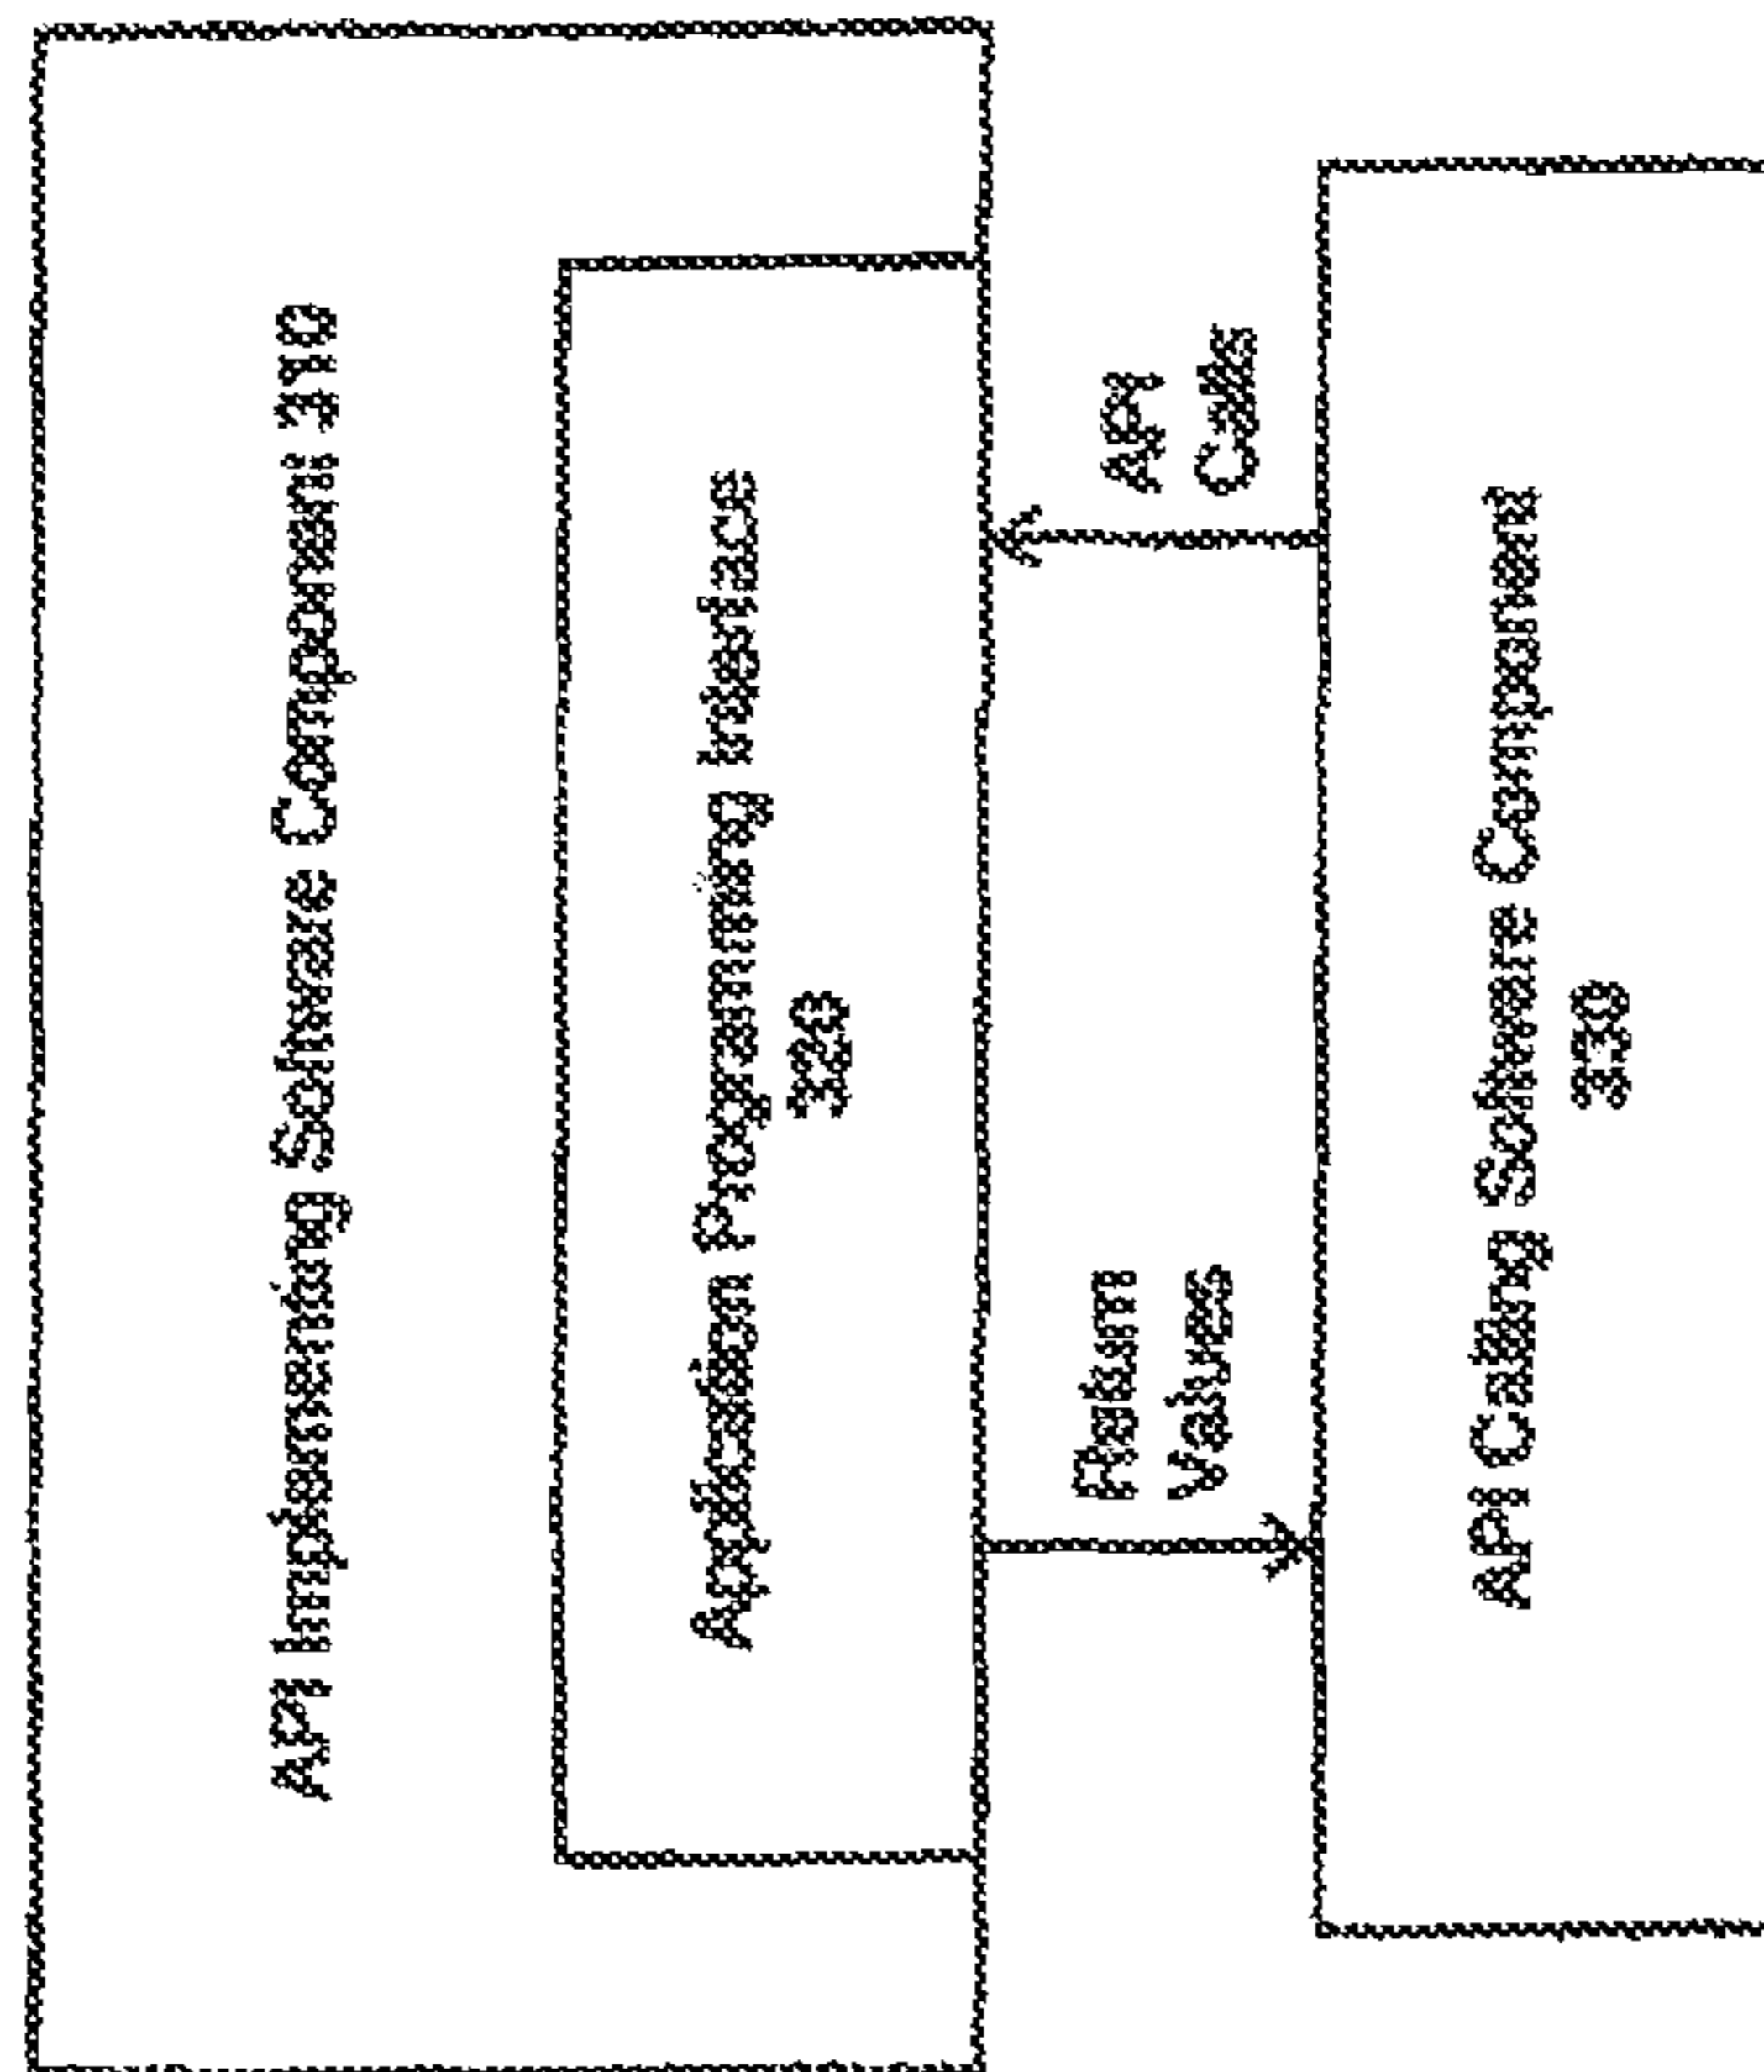 API Implementing Software Component 310
Application Programming Interface
320
Return
Values
API
Calls
API Calling Software Component
330